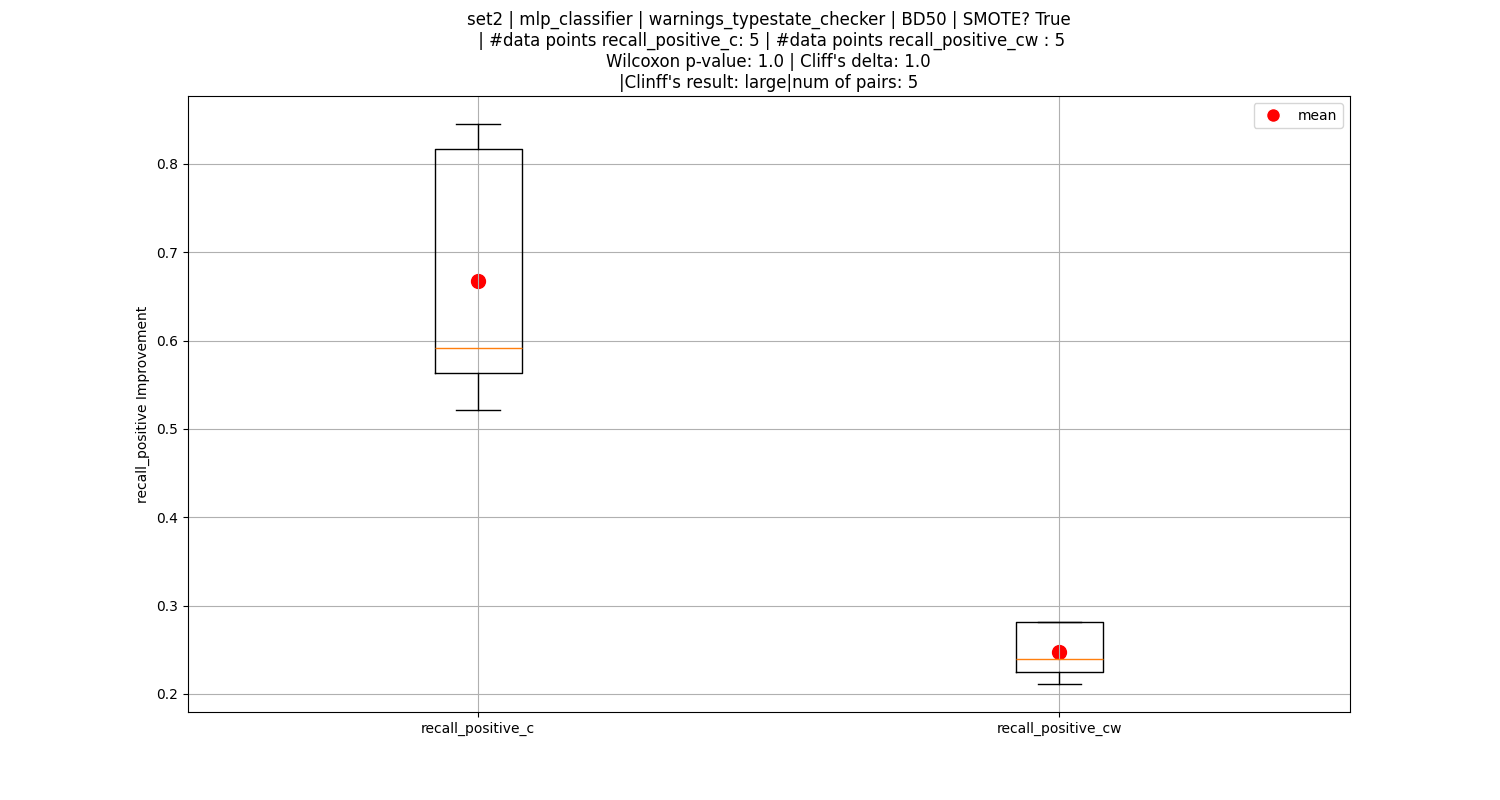 set2 | mlp_classifier | warnings_typestate_checker | BD50 | SMOTE? True
| #data points recall_positive_c: 5 | #data points recall_positive_cw : 5
Wilcoxon p-value: 1.0 | Cliff's delta: 1.0
|Clinff's result: large|num of pairs: 5
mean
0.8
0.7
0.6
0.5
0.4
0.3
0.2
recall_positive Improvement
recall_positive_c
recall_positive_cw